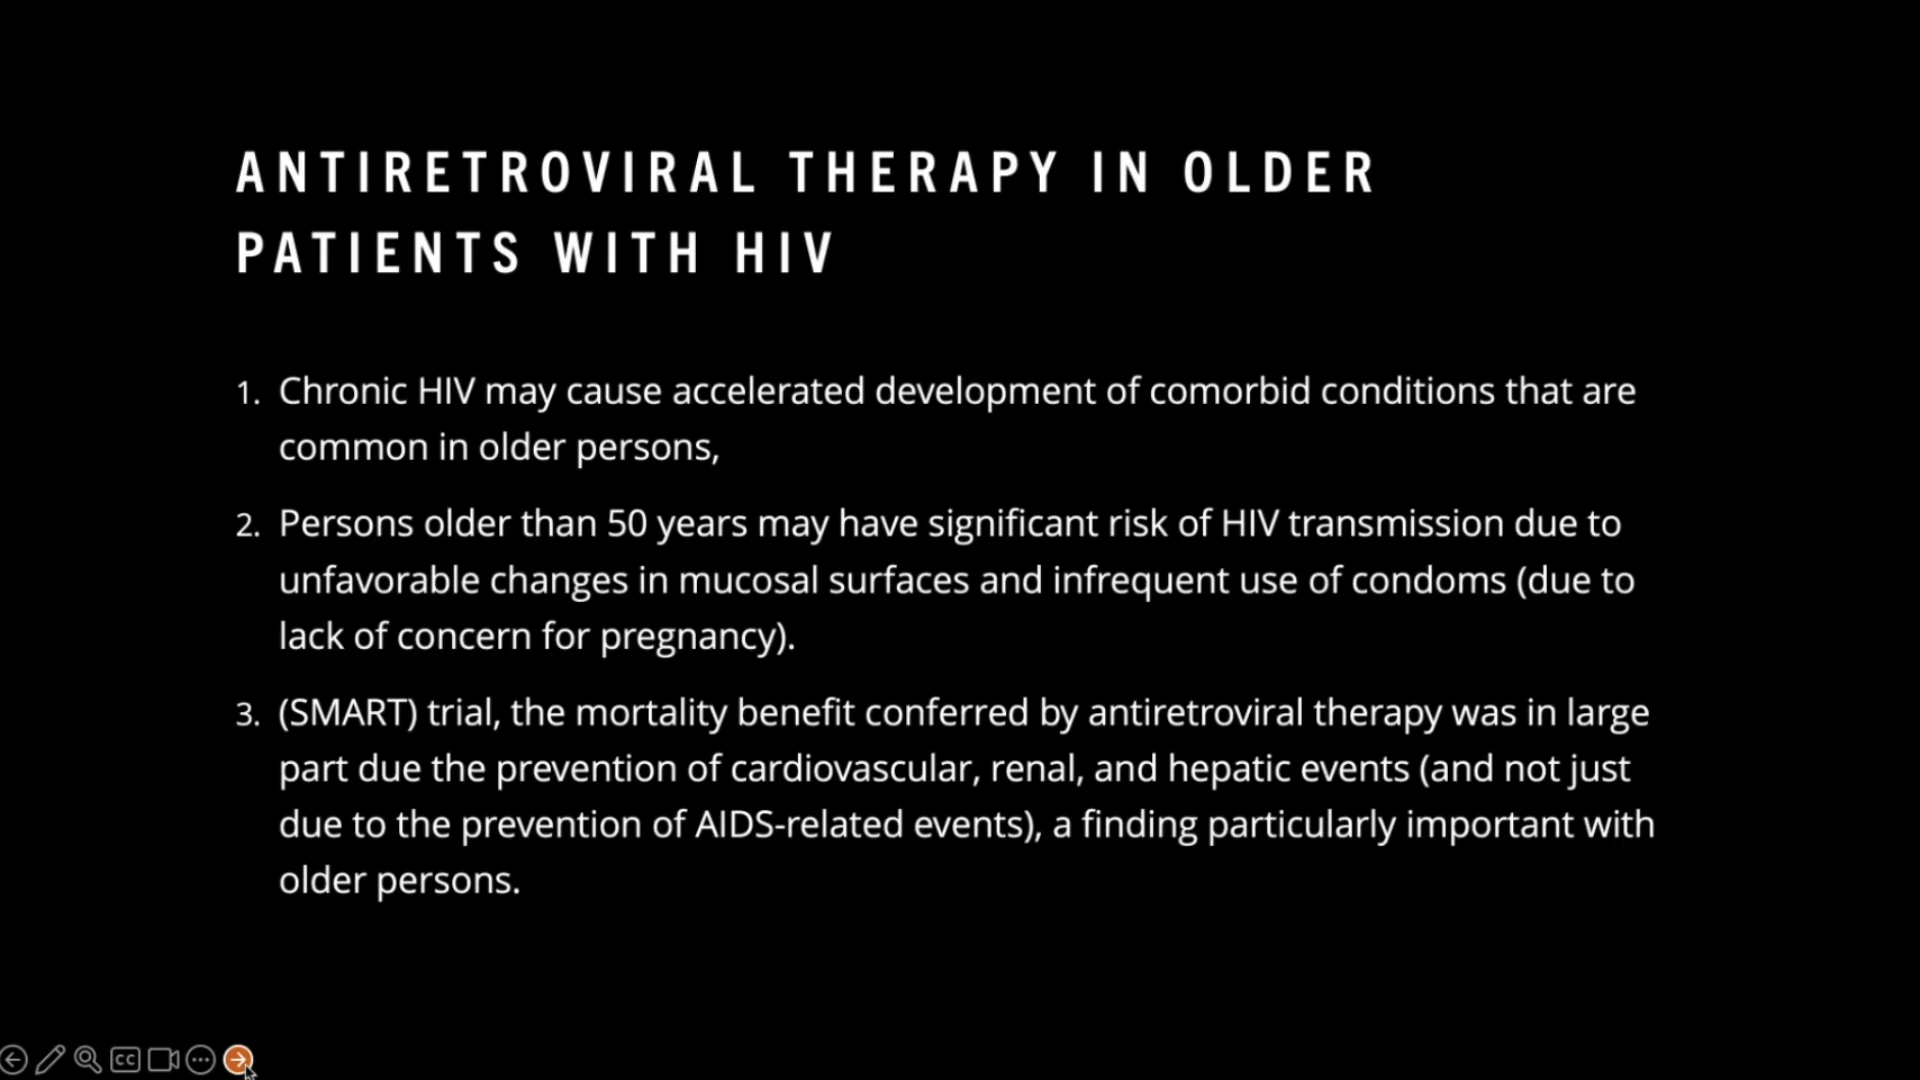 ANTIRETROVIRAL THERAPY IN OLDER
PATIENTS WITH HIV
1. Chronic HIV may cause accelerated development of comorbid conditions that are
common in older persons,
2. Persons older than 50 years may have significant risk of HIV transmission due to
unfavorable changes in mucosal surfaces and infrequent use of condoms (due to
lack of concern for pregnancy).
3. (SMART) trial, the mortality benefit conferred by antiretroviral therapy was in large
part due the prevention of cardiovascular, renal, and hepatic events (and not just
due to the prevention of AIDS-related events), a finding particularly important with
older persons.
CC